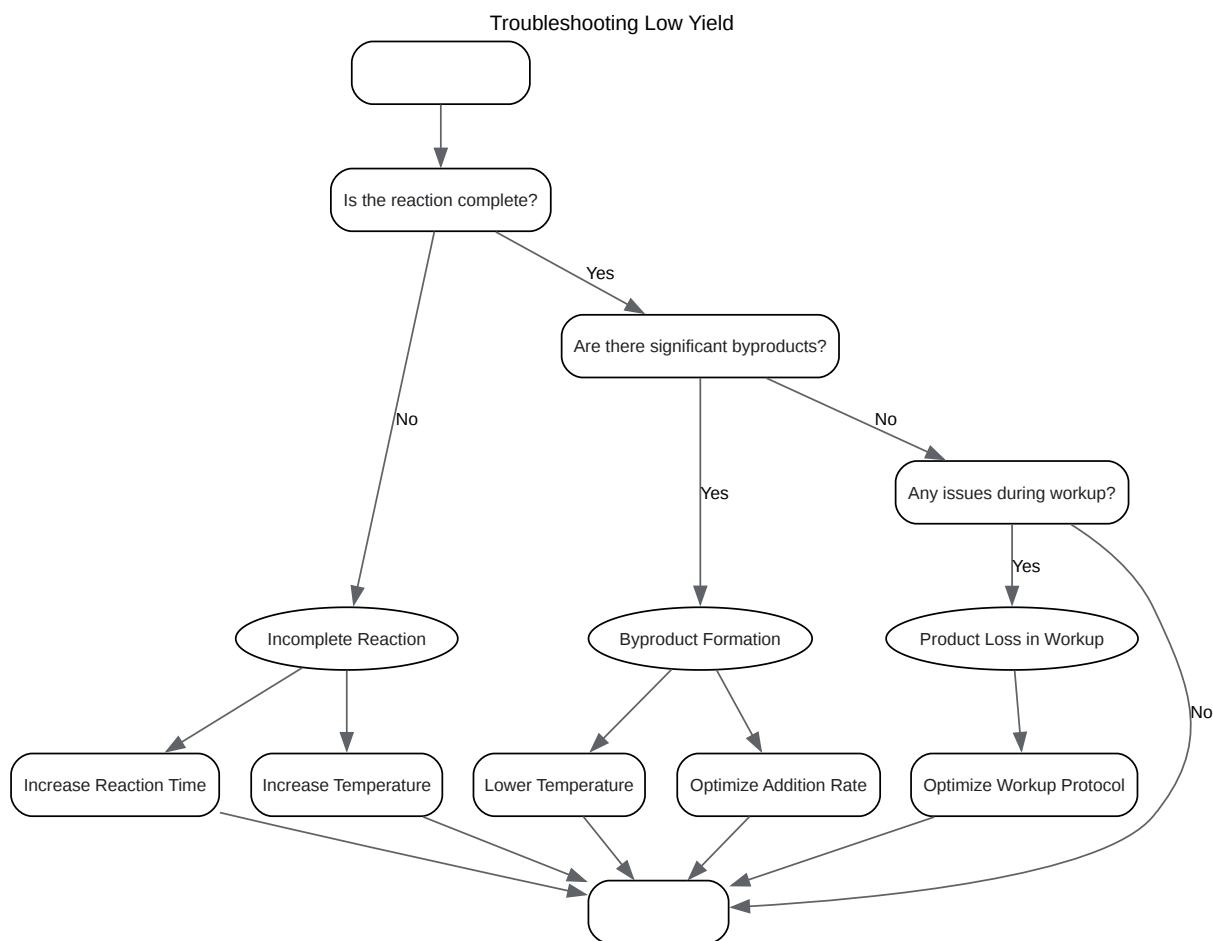 Troubleshooting Low Yield
Is the reaction complete?
Yes
Are there significant byproducts?
No
No
Any issues during workup?
Yes
Yes
Incomplete Reaction
Byproduct Formation
Product Loss in Workup
No
Increase Reaction Time
Increase Temperature
Lower Temperature
Optimize Addition Rate
Optimize Workup Protocol